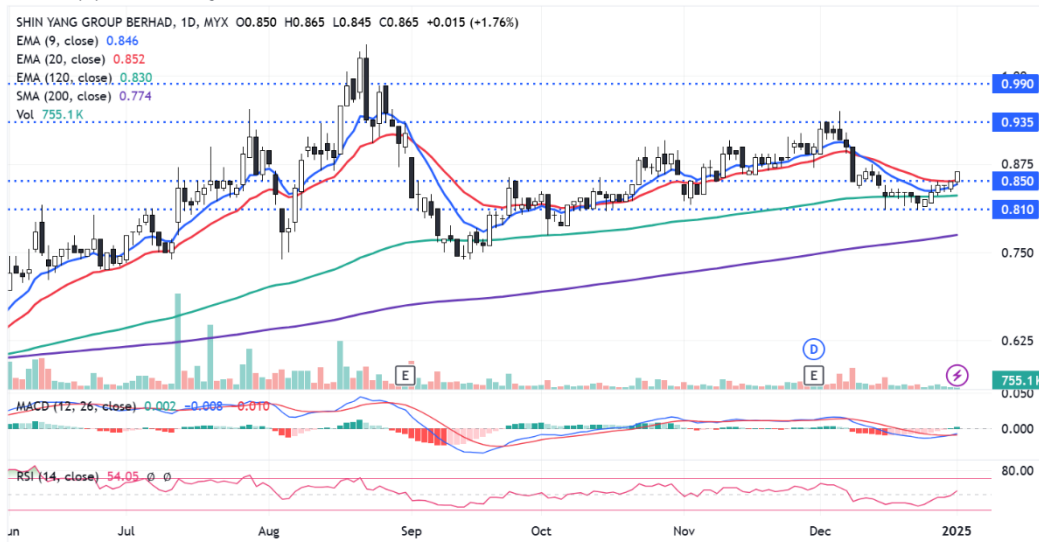 SHIN YANG GROUP BERHAD, 1D, MYX O0.850 H0.865 L0.845 C0.865 +0.015 (+1.76%)
EMA (9, close) 0.846
EMA (20, close) 0.852
EMA (120, close) 0.830
SMA (200, close) 0.774
Vol 755.1K
0.990
0.935
0.875
0.850
0.810
0.750
0.625
D
E
E
755.1K
0.050
MACD (12, 26, close) 0.002 −0.008 −0.010
0.000
RSI (14, close) 54.05 ∅ ∅
80.00
Jul
Aug
Sep
Oct
Nov
Dec
2025